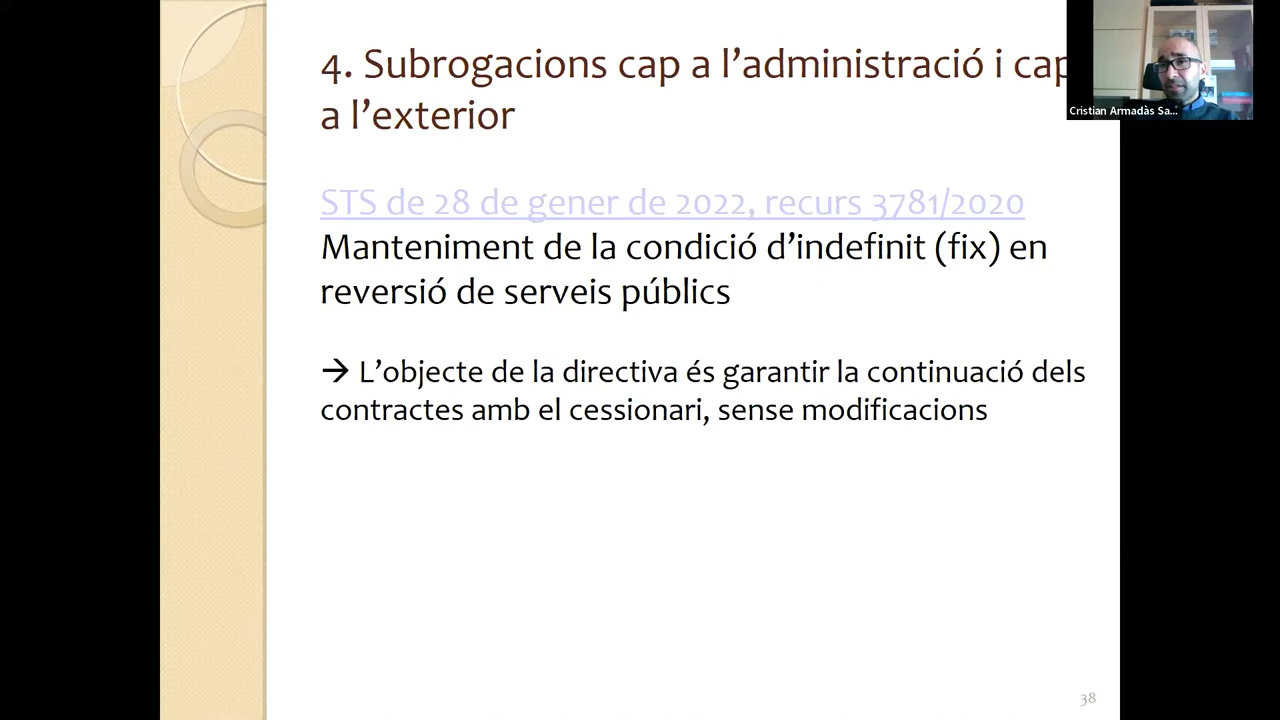 4. Subrogacions cap a l’administració i cap
a l’exterior
Cristian Armadàs Sa...
STS de 28 de gener de 2022, recurs 3781/2020
Manteniment de la condició d’indefinit (fix) en
reversió de serveis públics
→ L’objecte de la directiva és garantir la continuació dels
contractes amb el cessionari, sense modificacions
38